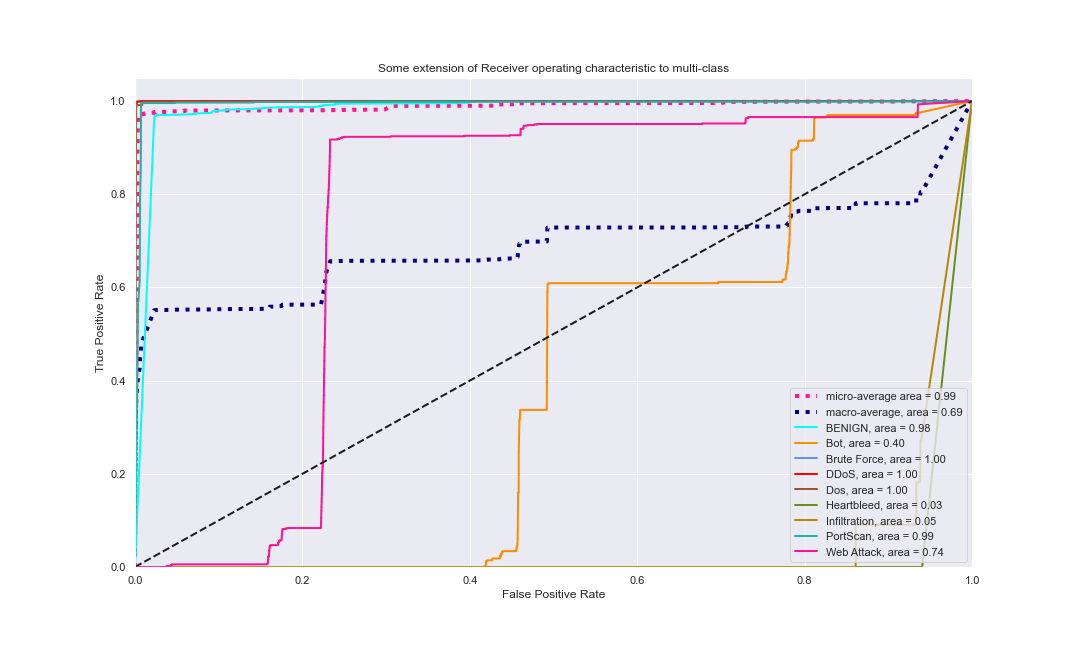 Some extension of Receiver operating characteristic to multi-class
True Positive Rate
1.0
0.8
0.6
0.4
0.2
0.0
micro-average area = 0.99
macro-average, area = 0.69
BENIGN, area = 0.98
Bot, area = 0.40
Brute Force, area = 1.00
DDoS, area = 1.00
Dos, area = 1.00
Heartbleed, area = 0.03
Infiltration, area = 0.05
PortScan, area = 0.99
Web Attack, area = 0.74
0.0 0.2 0.4 0.6 0.8 1.0
False Positive Rate